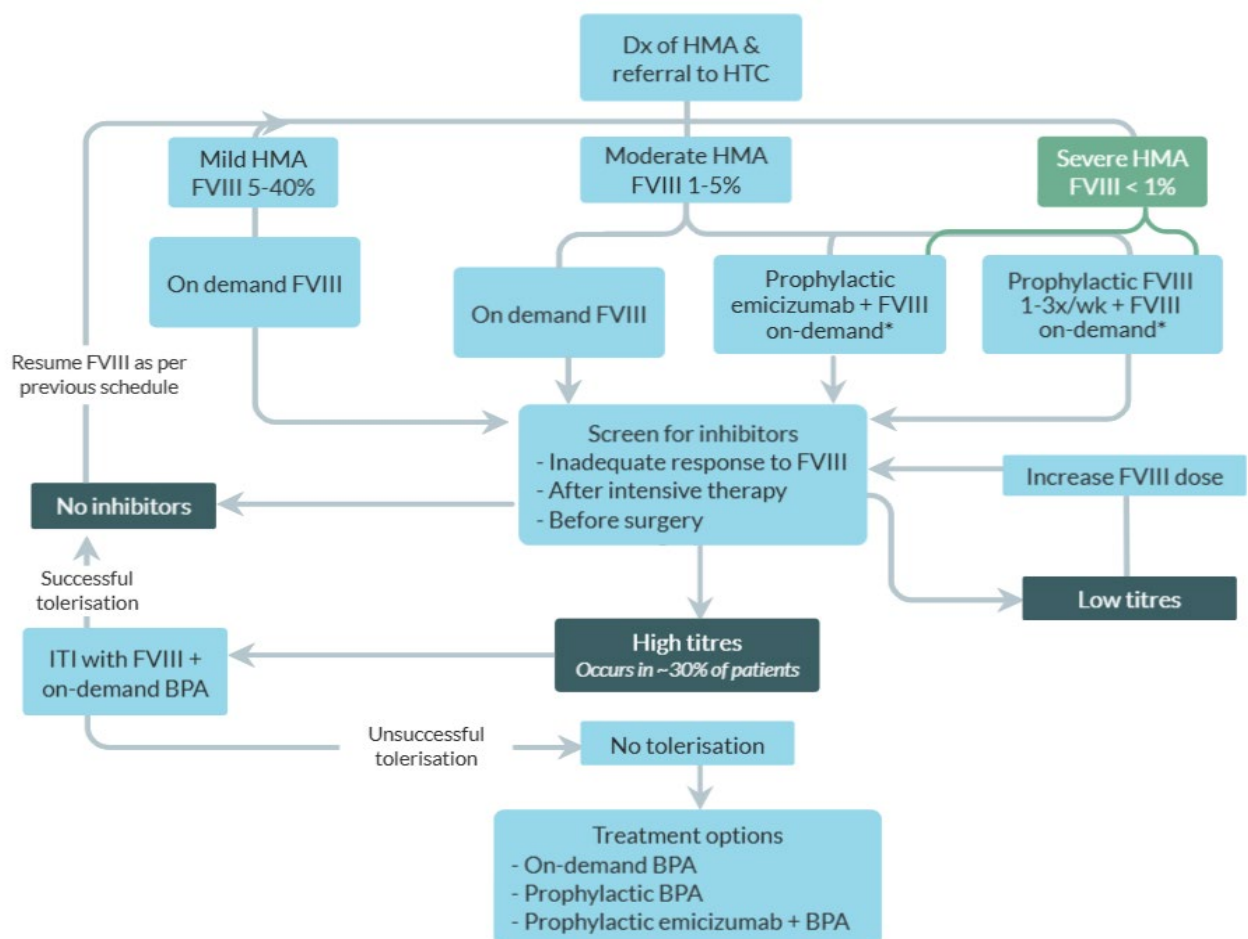 Dx of HMA &
referral to HTC
Mild HMA
FVIII 5-40%
Moderate HMA
FVIII 1-5%
Severe HMA
FVIII < 1%
On demand FVIII
On demand FVIII
Prophylactic
emicizumab + FVIII
on-demand*
Prophylactic FVIII
1-3x/wk + FVIII
on-demand*
Resume FVIII as per
previous schedule
Screen for inhibitors
- Inadequate response to FVIII
- After intensive therapy
- Before surgery
Increase FVIII dose
No inhibitors
Low titres
Successful
tolerisation
High titres
Occurs in ~30% of patients
ITI with FVIII +
on-demand BPA
Unsuccessful
tolerisation
No tolerisation
Treatment options
- On-demand BPA
- Prophylactic BPA
- Prophylactic emicizumab + BPA